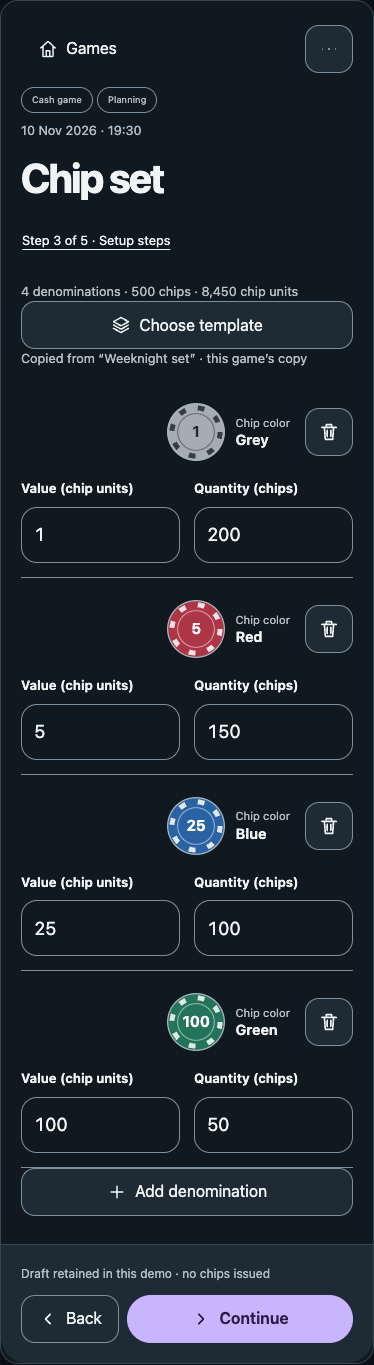 Games
Cash game Planning
10 Nov 2026 · 19:30
Chip set
Step 3 of 5 · Setup steps
4 denominations · 500 chips · 8,450 chip units
Choose template
Copied from “Weeknight set” · this game’s copy
1
Chip color
Grey
Value (chip units) Quantity (chips)
1 200
5
Chip color
Red
Value (chip units) Quantity (chips)
5 150
25
Chip color
Blue
Value (chip units) Quantity (chips)
25 100
100
Chip color
Green
Value (chip units) Quantity (chips)
100 50
Add denomination
Draft retained in this demo · no chips issued
Back Continue